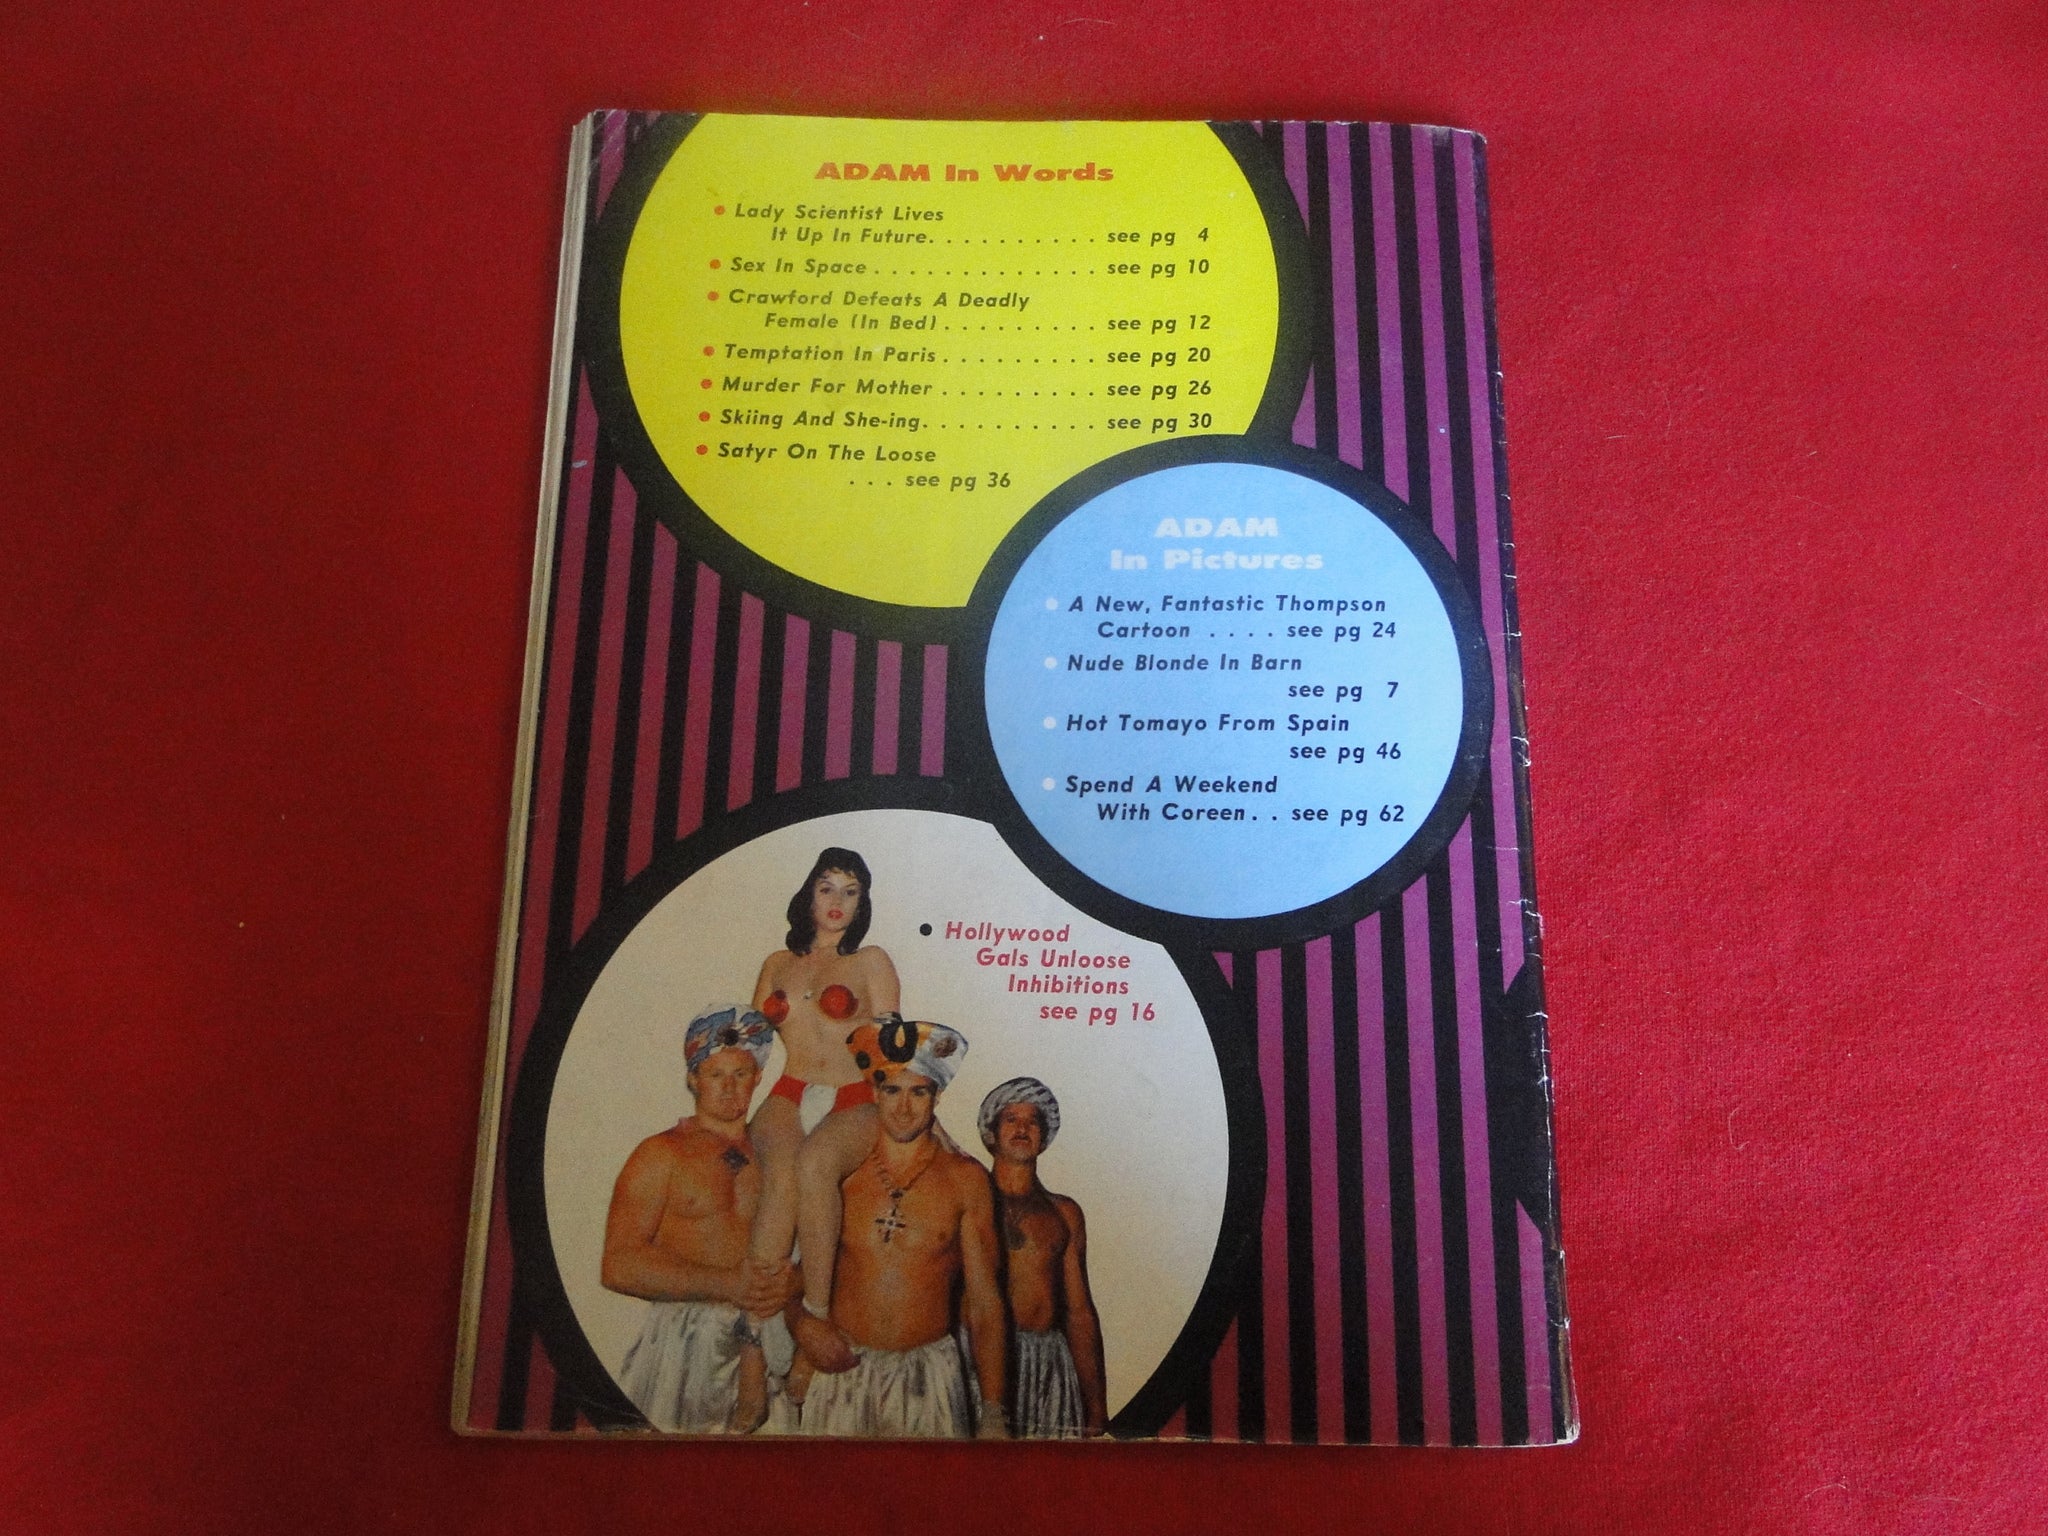 ADAM In Words
• Lady Scientist Lives
It Up In Future. . . . . . . . . . see pg 4
• Sex In Space . . . . . . . . . . . . . see pg 10
• Crawford Defeats A Deadly
Female (In Bed) . . . . . . . . . see pg 12
• Temptation In Paris . . . . . . . . . see pg 20
• Murder For Mother . . . . . . . . . see pg 26
• Skiing And She-ing. . . . . . . . . . see pg 30
• Satyr On The Loose
. . . see pg 36
ADAM
In Pictures
• A New, Fantastic Thompson
Cartoon . . . . see pg 24
• Nude Blonde In Barn
see pg 7
• Hot Tomayo From Spain
see pg 46
• Spend A Weekend
With Coreen . . see pg 62
• Hollywood
Gals Unloose
Inhibitions
see pg 16